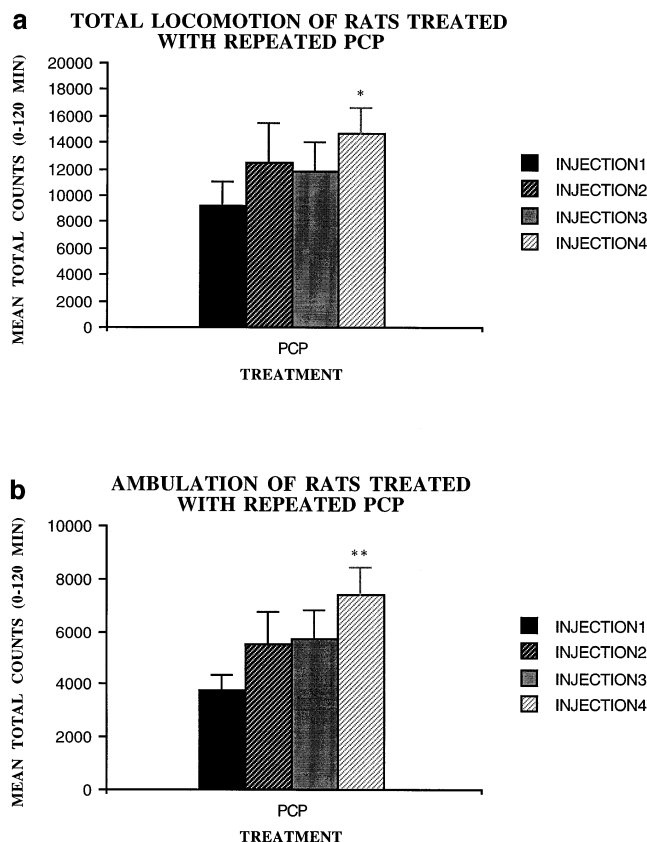 a
TOTAL LOCOMOTION OF RATS TREATED
WITH REPEATED PCP
MEAN TOTAL COUNTS (0-120 MIN)
20000
18000
16000
14000
12000
10000
8000
6000
4000
2000
0
*
PCP
TREATMENT
INJECTION1
INJECTION2
INJECTION3
INJECTION4
b
AMBULATION OF RATS TREATED
WITH REPEATED PCP
MEAN TOTAL COUNTS (0-120 MIN)
10000
8000
6000
4000
2000
0
**
PCP
TREATMENT
INJECTION1
INJECTION2
INJECTION3
INJECTION4